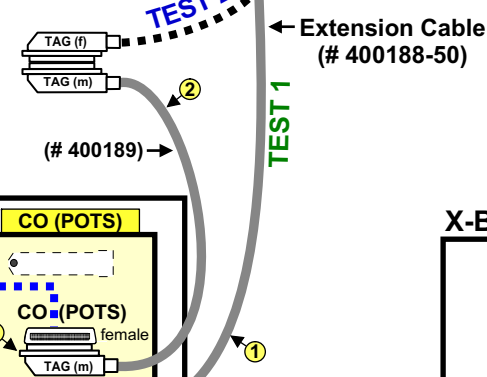 TEST
TAG (f)
Extension Cable
(# 400188-50)
TAG (m)
2
TEST 1
(# 400189)
CO (POTS)
X-B
CO (POTS)
female
1
TAG (m)